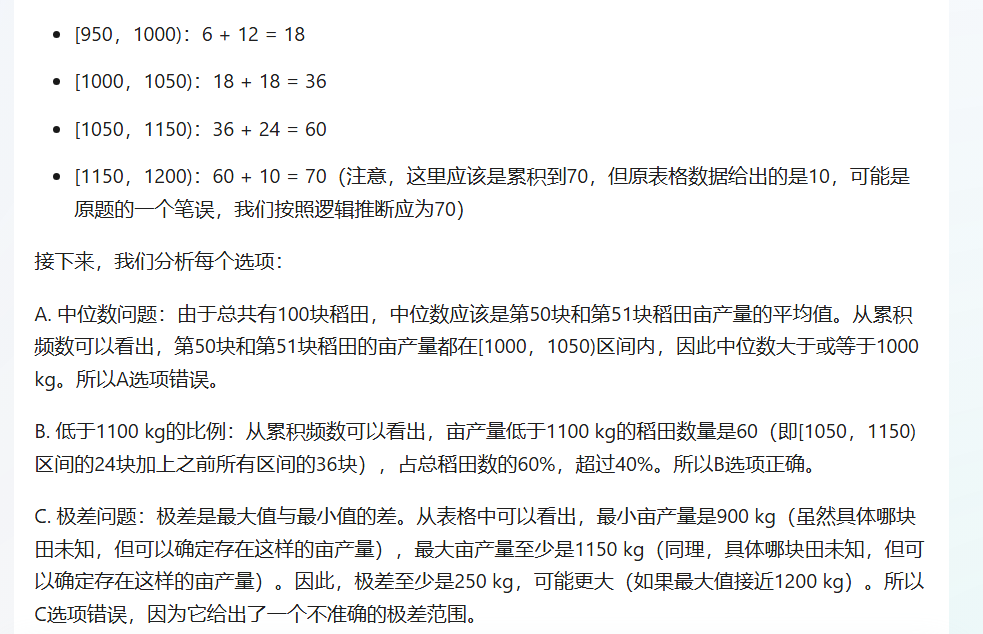 • [950，1000)：6 + 12 = 18
• [1000，1050)：18 + 18 = 36
• [1050，1150)：36 + 24 = 60
• [1150，1200)：60 + 10 = 70（注意，这里应该是累积到70，但原表格数据给出的是10，可能是
原题的一个笔误，我们按照逻辑推断应为70）
接下来，我们分析每个选项：
A. 中位数问题：由于总共有100块稻田，中位数应该是第50块和第51块稻田亩产量的平均值。从累积
频数可以看出，第50块和第51块稻田的亩产量都在[1000，1050)区间内，因此中位数大于或等于1000
kg。所以A选项错误。
B. 低于1100 kg的比例：从累积频数可以看出，亩产量低于1100 kg的稻田数量是60（即[1050，1150)
区间的24块加上之前所有区间的36块），占总稻田数的60%，超过40%。所以B选项正确。
C. 极差问题：极差是最大值与最小值的差。从表格中可以看出，最小亩产量是900 kg（虽然具体哪块
田未知，但可以确定存在这样的亩产量），最大亩产量至少是1150 kg（同理，具体哪块田未知，但可
以确定存在这样的亩产量）。因此，极差至少是250 kg，可能更大（如果最大值接近1200 kg）。所以
C选项错误，因为它给出了一个不准确的极差范围。